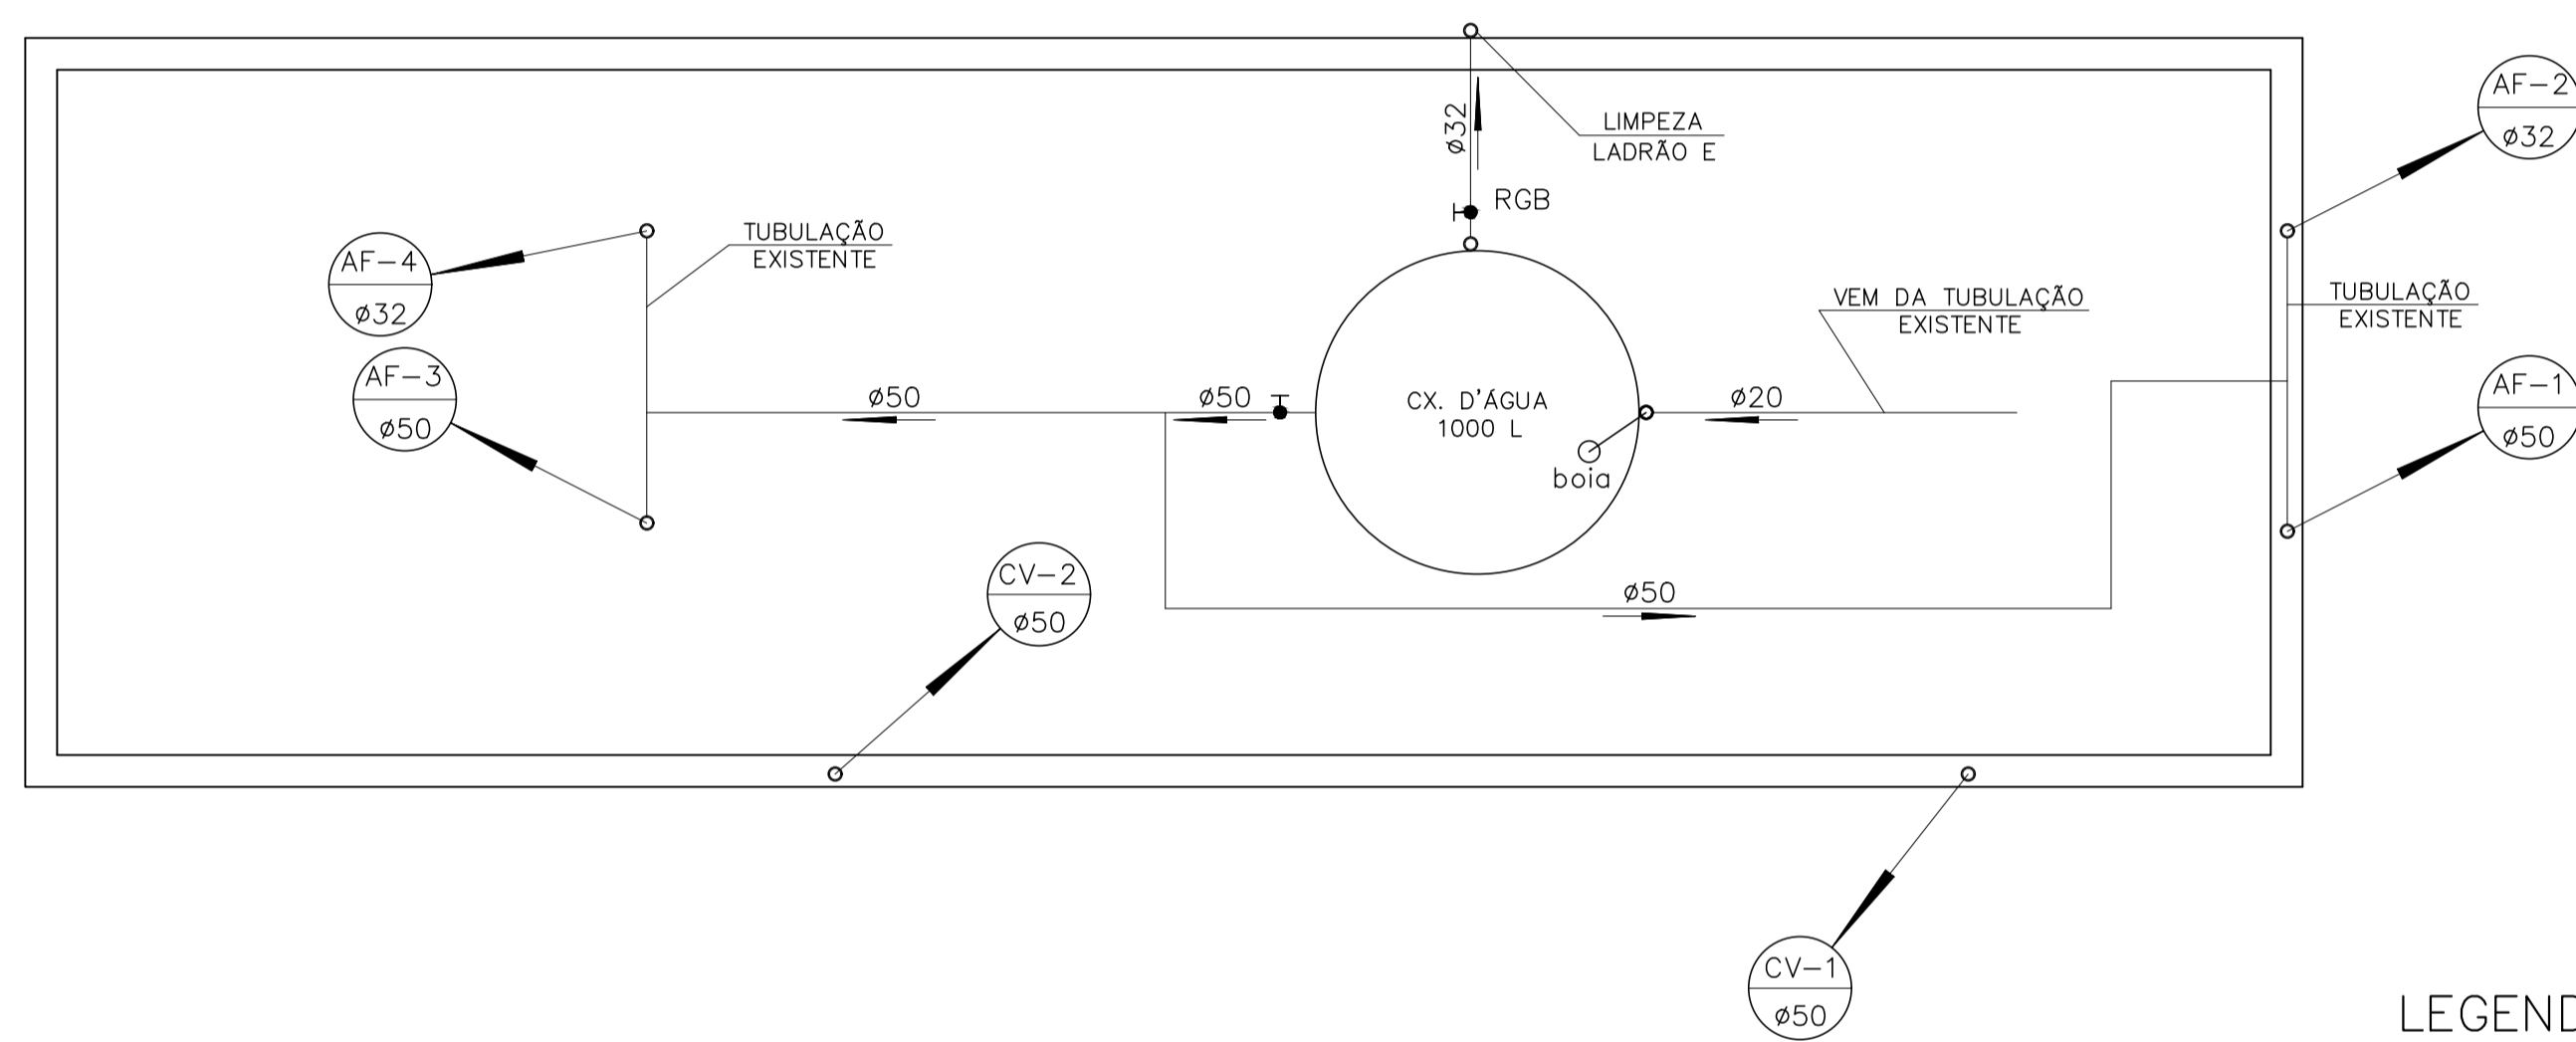 AF-2
ø32
ø32
LIMPEZA
LADRÃO E
RGB
TUBULAÇÃO
EXISTENTE
AF-4
ø32
VEM DA TUBULAÇÃO
EXISTENTE
TUBULAÇÃO
EXISTENTE
AF-3
ø50
ø50
ø50
CX. D'ÁGUA
1000 L
ø20
boia
AF-1
ø50
CV-2
ø50
ø50
CV-1
ø50
LEGEND